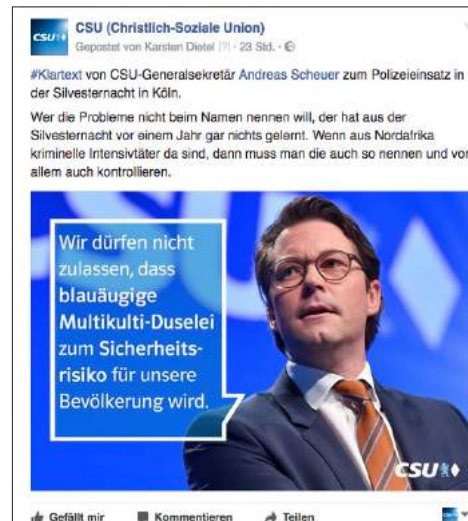 CSU
CSU (Christlich-Soziale Union)
Gepostet von Karsten Dietel [?] · 23 Std. ·
#Klartext von CSU-Generalsekretär Andreas Scheuer zum Polizeieinsatz in
der Silvesternacht in Köln.
Wer die Probleme nicht beim Namen nennen will, der hat aus der
Silvesternacht vor einem Jahr gar nichts gelernt. Wenn aus Nordafrika
kriminelle Intensivtäter da sind, dann muss man die auch so nennen und vor
allem auch kontrollieren.
CSU
Wir dürfen nicht
zulassen, dass
blauäugige
Multikulti-Duselei
zum Sicherheits-
risiko für unsere
Bevölkerung wird.
CSU
Gefällt mir Kommentieren Teilen